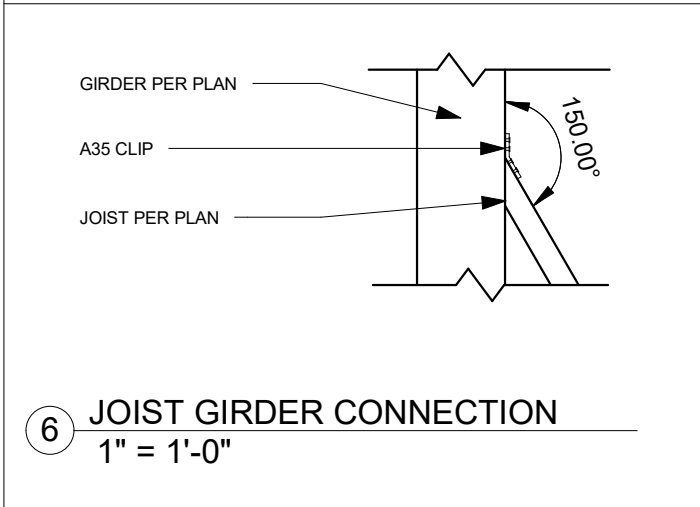 GIRDER PER PLAN
A35 CLIP
JOIST PER PLAN
150.00°
6
JOIST GIRDER CONNECTION
1" = 1'-0"